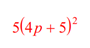 5(4p + 5)²